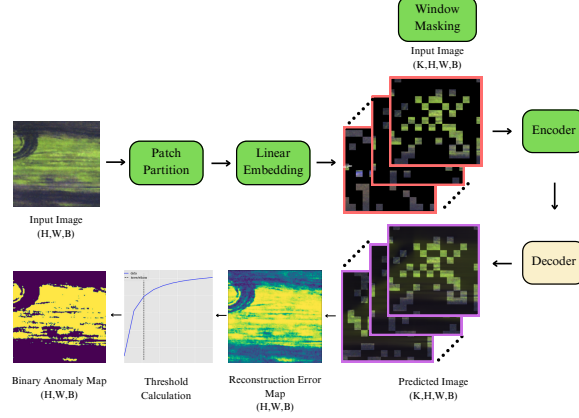 Window
Masking
Input Image
(K,H,W,B)
Patch
Partition
Linear
Embedding
Encoder
Input Image
(H,W,B)
Decoder
Binary Anomaly Map
(H,W,B)
Threshold
Calculation
Reconstruction Error
Map
(H,W,B)
Predicted Image
(K,H,W,B)